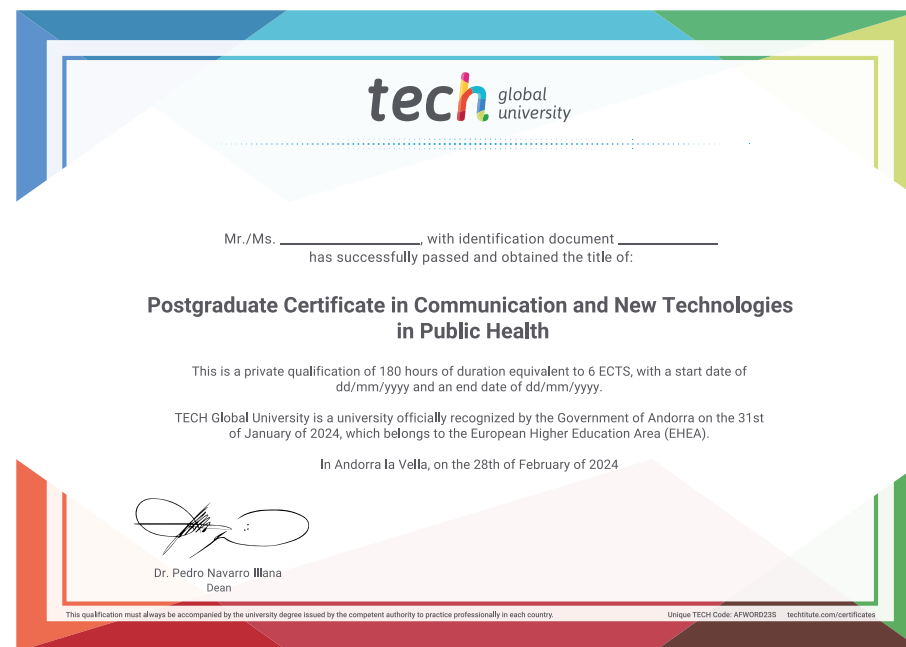 tech global
university
Mr./Ms. ____________, with identification document ____________
has successfully passed and obtained the title of:
Postgraduate Certificate in Communication and New Technologies
in Public Health
This is a private qualification of 180 hours of duration equivalent to 6 ECTS, with a start date of
dd/mm/yyyy and an end date of dd/mm/yyyy.
TECH Global University is a university officially recognized by the Government of Andorra on the 31st
of January of 2024, which belongs to the European Higher Education Area (EHEA).
In Andorra la Vella, on the 28th of February of 2024
Dr. Pedro Navarro Illana
Dean
This qualification must always be accompanied by the university degree issued by the competent authority to practice professionally in each country. Unique TECH Code: AFWORD23S techtitute.com/certificates